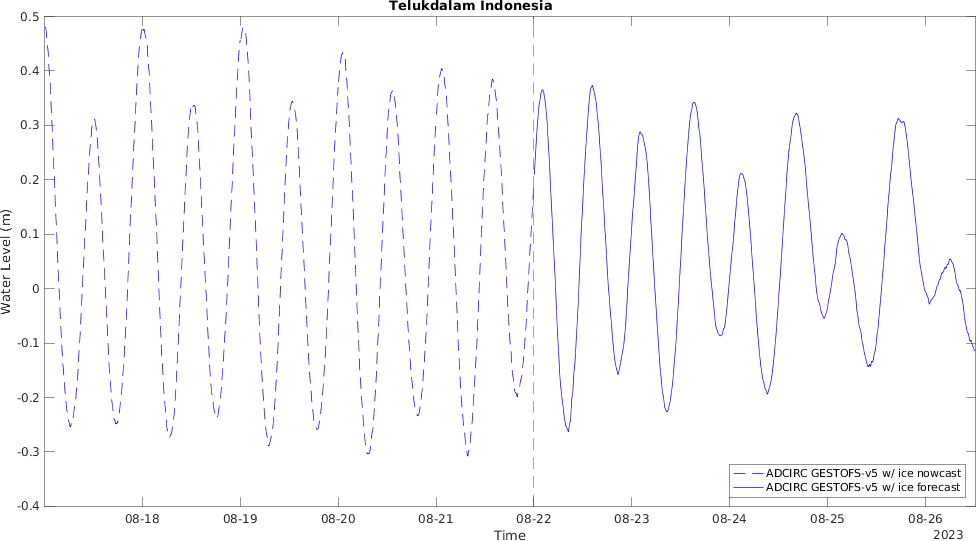 Telukdalam Indonesia
Water Level (m)
0.5
0.4
0.3
0.2
0.1
0
-0.1
-0.2
-0.3
-0.4
ADCIRC GESTOFS-v5 w/ ice nowcast
ADCIRC GESTOFS-v5 w/ ice forecast
08-18 08-19 08-20 08-21 08-22 08-23 08-24 08-25 08-26
Time
2023